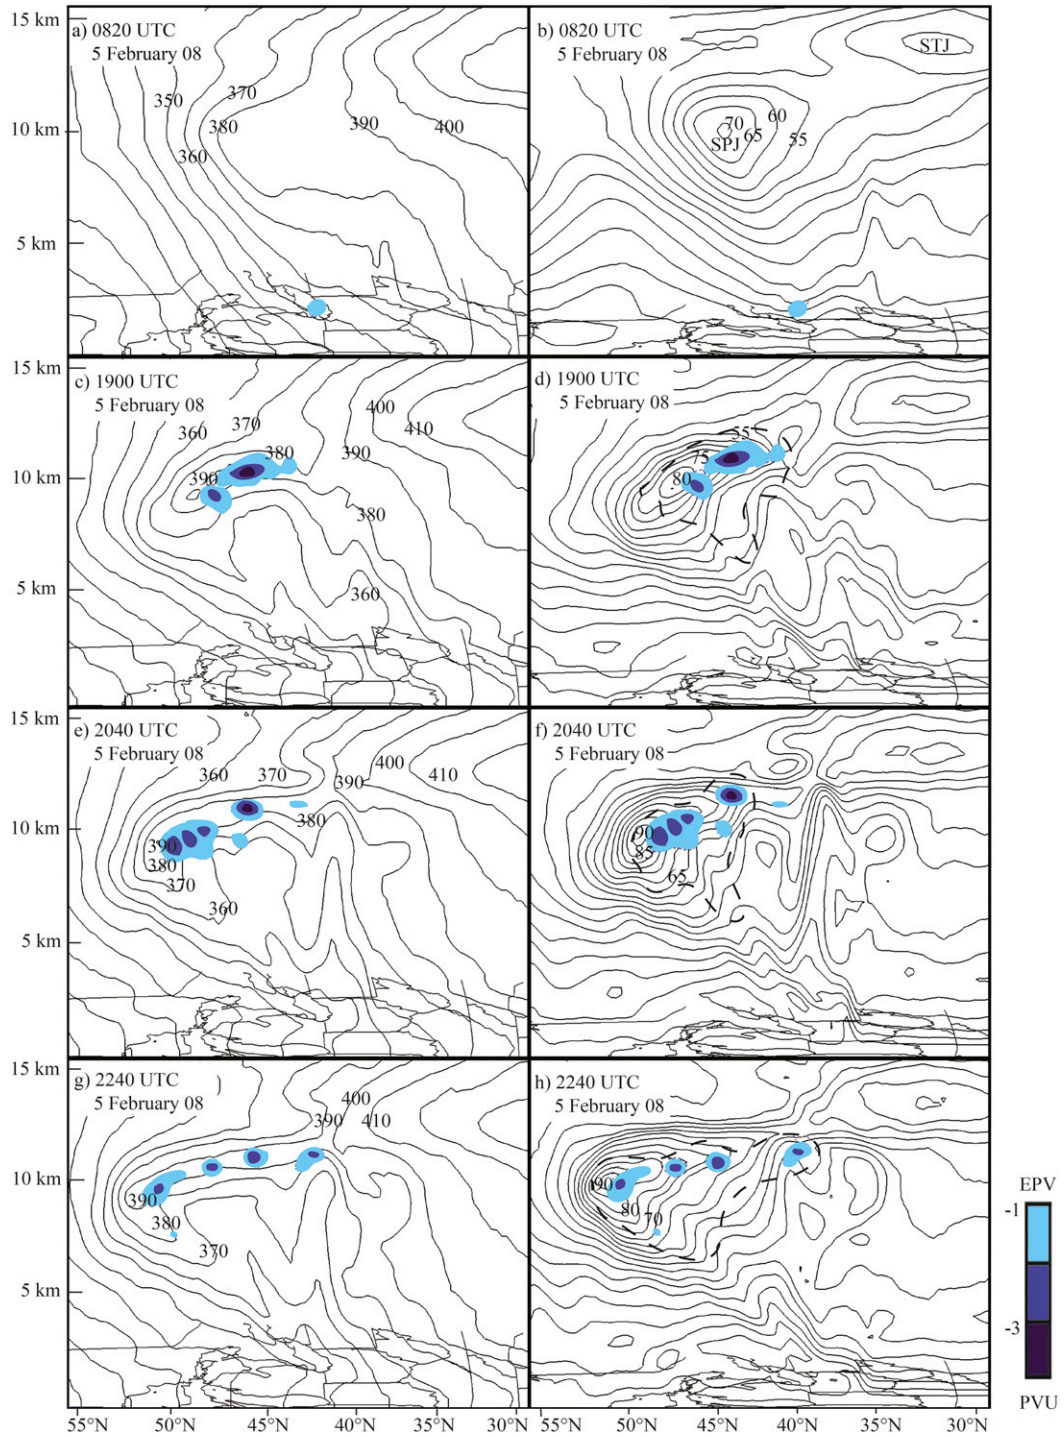 15 km
a) 0820 UTC
5 February 08
350
370
380
360
390
400
10 km
5 km
b) 0820 UTC
5 February 08
STJ
70
60
65
55
SPJ
15 km
c) 1900 UTC
5 February 08
360
370
380
390
400
410
390
380
360
10 km
5 km
d) 1900 UTC
5 February 08
55
75
80
15 km
e) 2040 UTC
5 February 08
360
370
400
410
390
380
390
380
370
360
10 km
5 km
f) 2040 UTC
5 February 08
90
85
65
15 km
g) 2240 UTC )
5 February 08
400
390
410
390
380
370
10 km
5 km
h) 2240 UTC
5 February 08
90
80
70
EPV
-1
-3
PVU
55°N 50°N 45°N 40°N 35°N 30°N
55°N 50°N 45°N 40°N 35°N 30°N